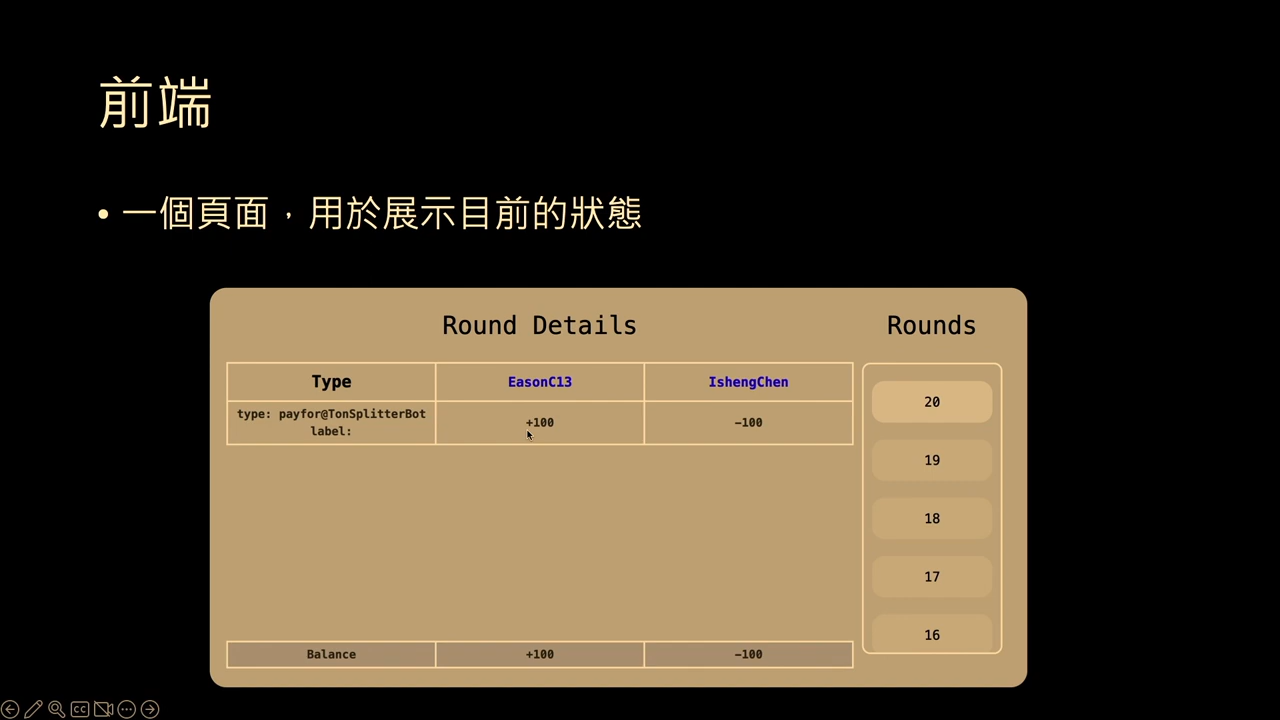 前端
• 一個頁面，用於展示目前的狀態
Round Details
Rounds
Type
EasonC13
IshengChen
type: payfor@TonSplitterBot
label:
+100
-100
20
19
18
17
16
Balance
+100
-100
CC